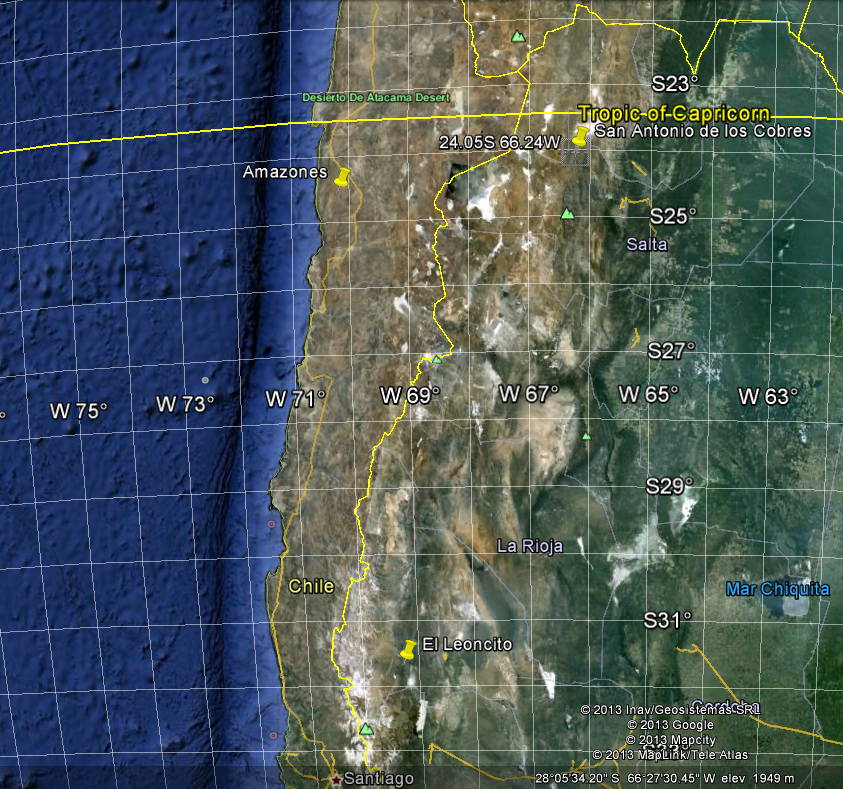 S23°
Desierto De Atacama Desert
Tropic of Capricorn
San Antonio de los Cobres
24.05S 66.24W
Amazones
S25°
Salta
S27°
W 75°
W 73°
W 71°
W 69°
W 67°
W 65°
W 63°
S29°
La Rioja
Chile
Mar Chiquita
S31°
El Leoncito
© 2013 Inav/Geosistemas SRL
© 2013 Google
© 2013 Mapcity
© 2013 MapLink/Tele Atlas
Santiago
28°05'34.20" S 66°27'30.45" W elev 1949 m